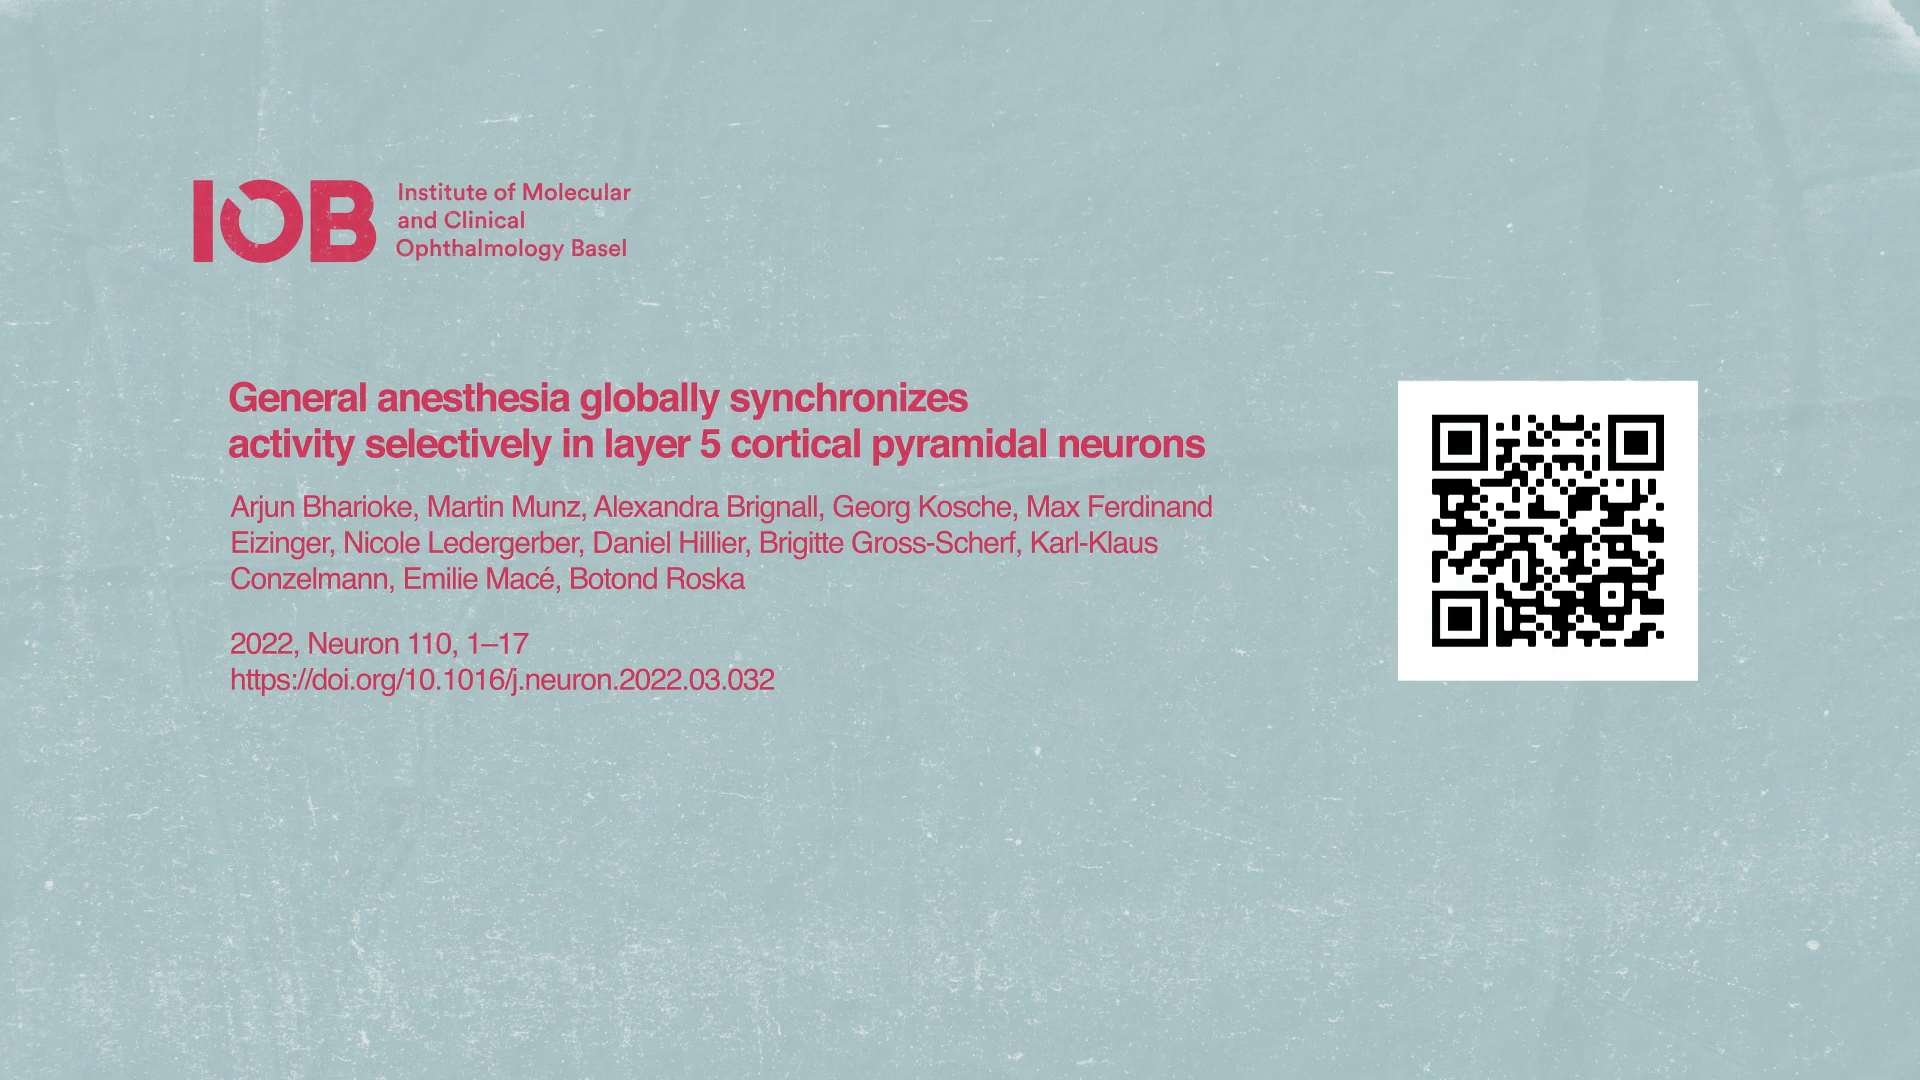 IOB
Institute of Molecular
and Clinical
Ophthalmology Basel
General anesthesia globally synchronizes
activity selectively in layer 5 cortical pyramidal neurons
Arjun Bharioke, Martin Munz, Alexandra Brignall, Georg Kosche, Max Ferdinand
Eizinger, Nicole Ledergerber, Daniel Hillier, Brigitte Gross-Scherf, Karl-Klaus
Conzelmann, Emilie Macé, Botond Roska
2022, Neuron 110, 1–17
https://doi.org/10.1016/j.neuron.2022.03.032